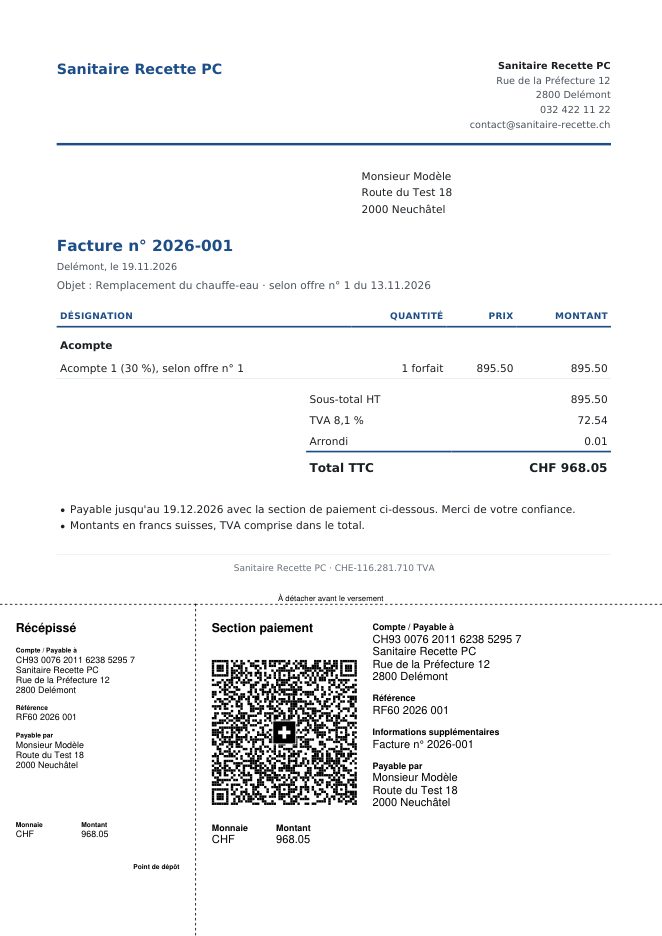 Sanitaire Recette PC
Sanitaire Recette PC
Rue de la Préfecture 12
2800 Delémont
032 422 11 22
contact@sanitaire-recette.ch
Monsieur Modèle
Route du Test 18
2000 Neuchâtel
Facture n° 2026-001
Delémont, le 19.11.2026
Objet : Remplacement du chauffe-eau · selon offre n° 1 du 13.11.2026
DÉSIGNATION QUANTITÉ PRIX MONTANT
Acompte
Acompte 1 (30 %), selon offre n° 1 1 forfait 895.50 895.50
Sous-total HT 895.50
TVA 8,1 % 72.54
Arrondi 0.01
Total TTC CHF 968.05
• Payable jusqu'au 19.12.2026 avec la section de paiement ci-dessous. Merci de votre confiance.
• Montants en francs suisses, TVA comprise dans le total.
Sanitaire Recette PC · CHE-116.281.710 TVA
À détacher avant le versement
Récépissé
Compte / Payable à
CH93 0076 2011 6238 5295 7
Sanitaire Recette PC
Rue de la Préfecture 12
2800 Delémont
Référence
RF60 2026 001
Payable par
Monsieur Modèle
Route du Test 18
2000 Neuchâtel
Monnaie Montant
CHF 968.05
Point de dépôt
Section paiement
Monnaie Montant
CHF 968.05
Compte / Payable à
CH93 0076 2011 6238 5295 7
Sanitaire Recette PC
Rue de la Préfecture 12
2800 Delémont
Référence
RF60 2026 001
Informations supplémentaires
Facture n° 2026-001
Payable par
Monsieur Modèle
Route du Test 18
2000 Neuchâtel